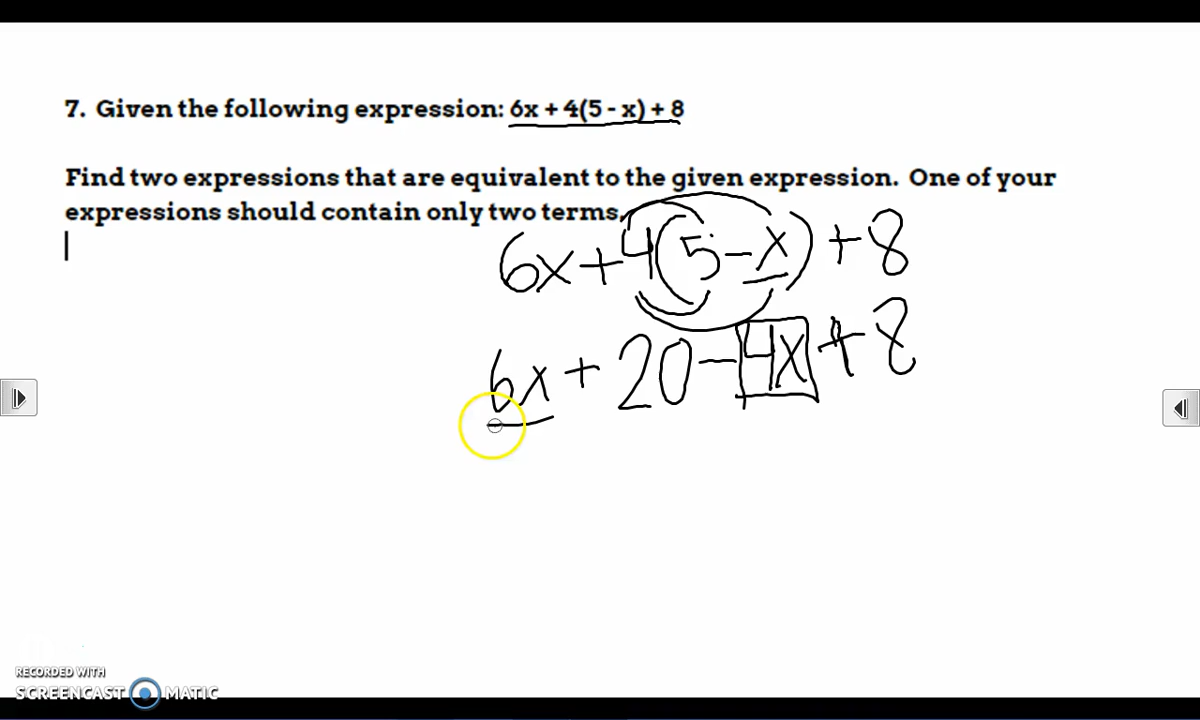 7. Given the following expression: 6x + 4(5 - x) + 8
Find two expressions that are equivalent to the given expression. One of your
expressions should contain only two terms.
6x + 4(5 - x) + 8
6x + 20 - 4x + 8
RECORDED WITH
SCREENCAST MATIC